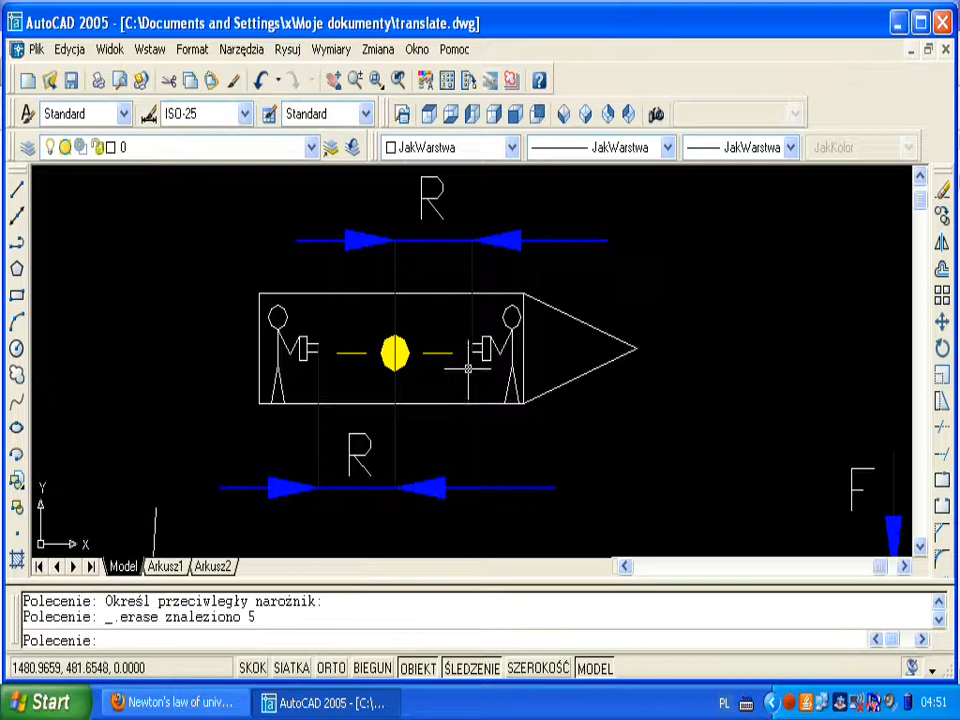 AutoCAD 2005 - [C:\Documents and Settings\x\Moje dokumenty\translate.dwg]
Plik Edycja Widok Wstaw Format Narzędzia Rysuj Wymiary Zmiana Okno Pomoc
Standard ISO-25 Standard
0 JakWarstwa JakWarstwa JakWarstwa JakKolor
R
R
F
Y
X
Model Arkusz1 Arkusz2
Polecenie: Określ przeciwległy narożnik:
Polecenie: _.erase znaleziono 5
Polecenie:
1480.9659, 481.6548, 0.0000 SKOK SIATKA ORTO BIEGUN OBIEKT ŚLEDZENIE SZEROKOŚĆ MODEL
Start Newton's law of univ... AutoCAD 2005 - [C:\... PL 04:51